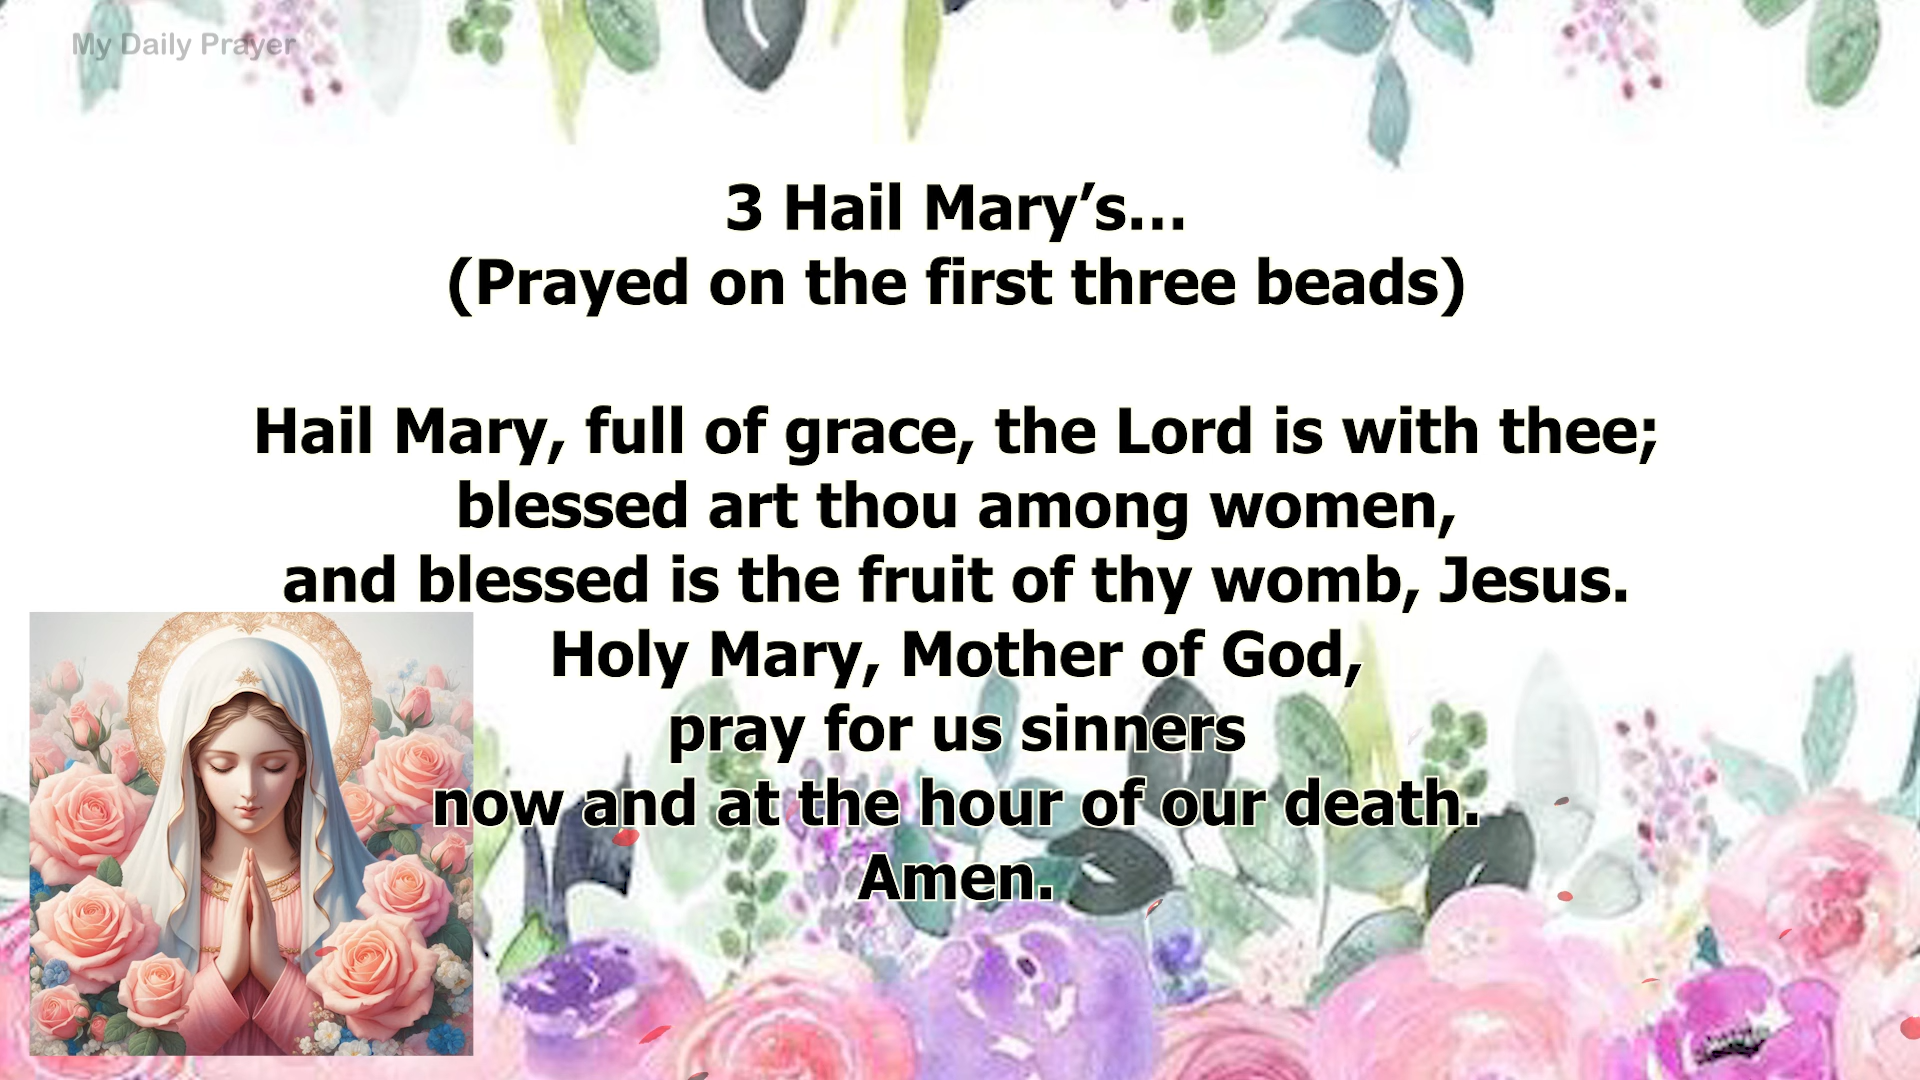 My Daily Prayer
3 Hail Mary’s...
(Prayed on the first three beads)
Hail Mary, full of grace, the Lord is with thee;
blessed art thou among women,
and blessed is the fruit of thy womb, Jesus.
Holy Mary, Mother of God,
pray for us sinners
now and at the hour of our death.
Amen.